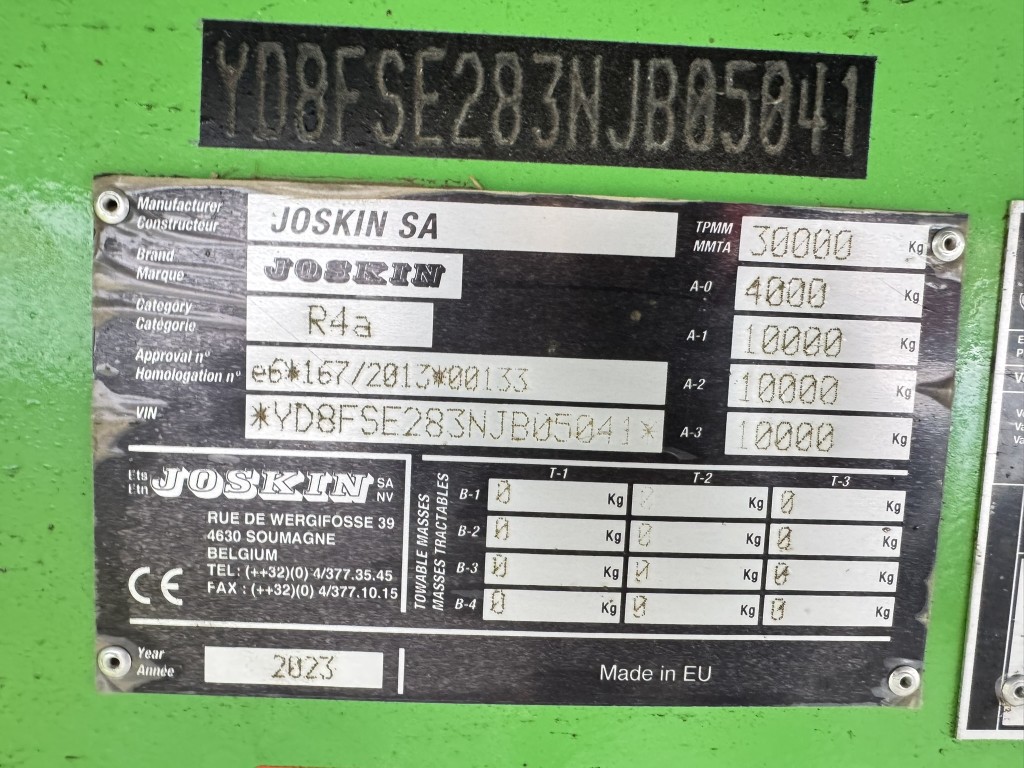 YD8FSE283NJB05041
Manufacturer
Constructeur
JOSKIN SA
TPMM
MMTA
30000 Kg
Brand
Marque
JOSKIN
A-0 4000 Kg
Category
Catégorie
R4a
A-1 10000 Kg
Approval n°
Homologation n°
e6*167/2013*00133
A-2 10000 Kg
VIN
*YD8FSE283NJB05041*
A-3 10000 Kg
Ets
Etn
JOSKIN
SA
NV
RUE DE WERGIFOSSE 39
4630 SOUMAGNE
BELGIUM
TEL : (++32)(0) 4/377.35.45
FAX : (++32)(0) 4/377.10.15
CE
TOWABLE MASSES
MASSES TRACTABLES
T-1 T-2 T-3
B-1 0 Kg 0 Kg 0 Kg
B-2 0 Kg 0 Kg 0 Kg
B-3 0 Kg 0 Kg 0 Kg
B-4 0 Kg 0 Kg 0 Kg
Year
Année
2023
Made in EU